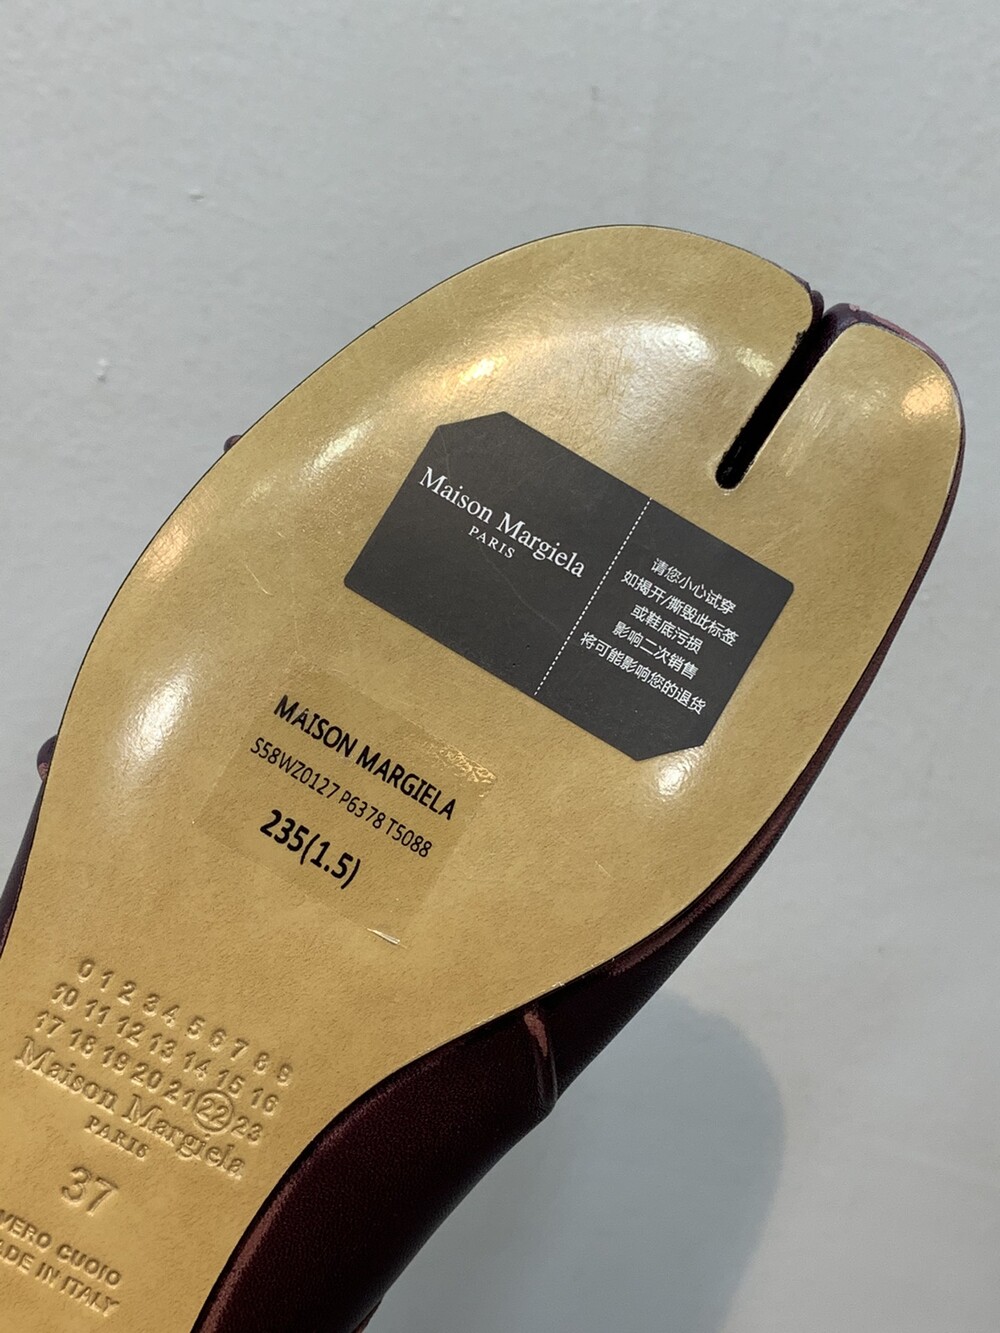 Maison Margiela
PARIS
请您小心试穿
如揭开/撕毁此标签
或鞋底污损
影响二次销售
将可能影响您的退货
MAISON MARGIELA
S58WZ0127 P6378 T5088
235(1.5)
0 1 2 3 4 5 6 7 8 9
10 11 12 13 14 15 16
17 18 19 20 21 22 23
Maison Margiela
PARIS
37
VERO CUOIO
ADE IN ITALY